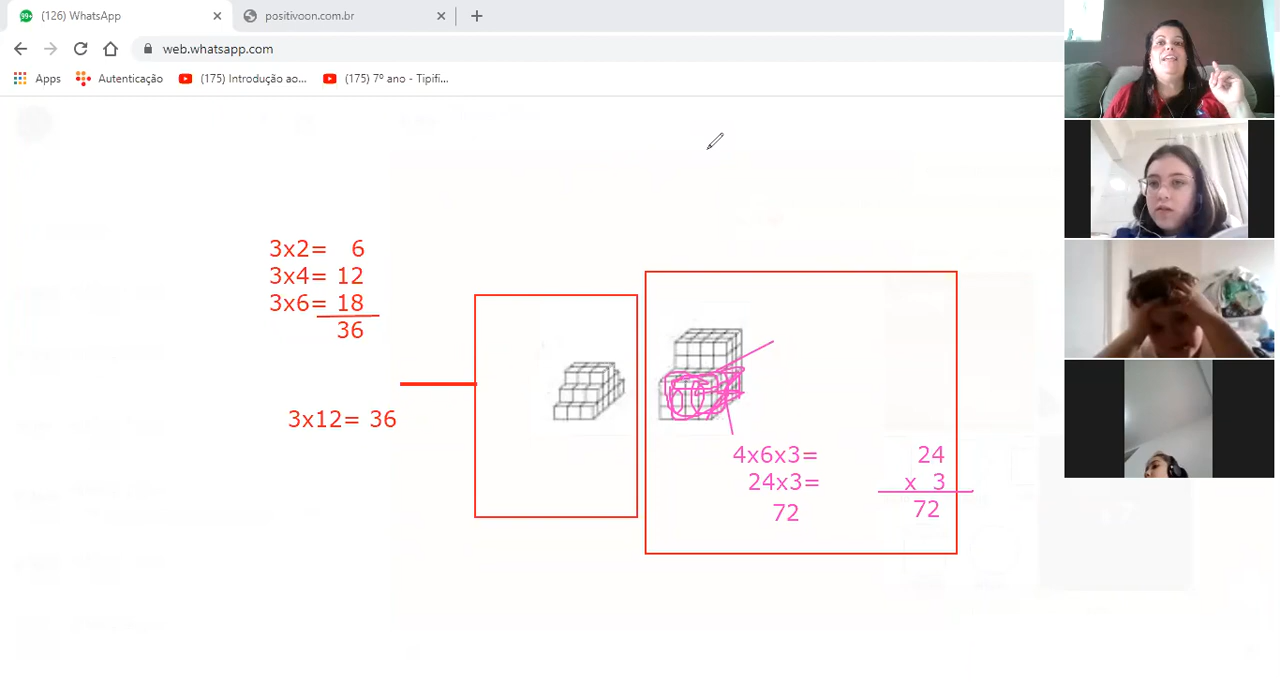 99+
(126) WhatsApp
positivoon.com.br
web.whatsapp.com
Apps
Autenticação
(175) Introdução ao...
(175) 7º ano - Tipifi...
3x2= 6
3x4= 12
3x6= 18
36
3x12= 36
4x6x3=
24x3=
72
24
x 3
72